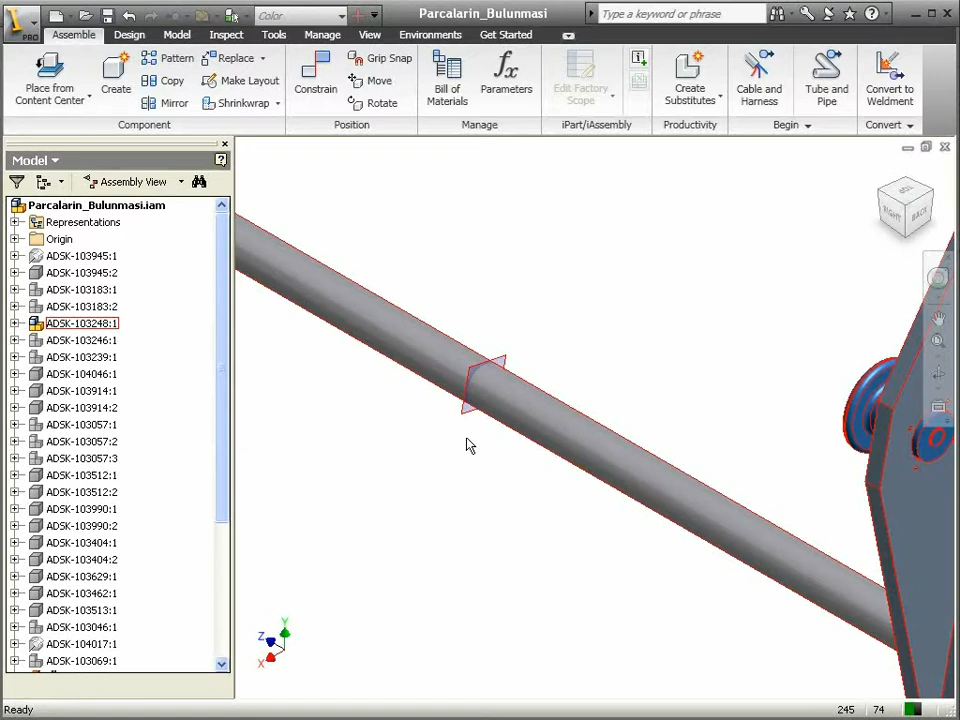 PRO
Color
Parcalarin_Bulunmasi
Type a keyword or phrase
Assemble Design Model Inspect Tools Manage View Environments Get Started
Place from
Content Center
Create
Pattern
Copy
Mirror
Replace
Make Layout
Shrinkwrap
Component
Constrain
Grip Snap
Move
Rotate
Position
Bill of
Materials
fx
Parameters
Manage
Edit Factory
Scope
iPart/iAssembly
Create
Substitutes
Productivity
Cable and
Harness
Tube and
Pipe
Begin
Convert to
Weldment
Convert
Model
Assembly View
Parcalarin_Bulunmasi.iam
Representations
Origin
ADSK-103945:1
ADSK-103945:2
ADSK-103183:1
ADSK-103183:2
ADSK-103248:1
ADSK-103246:1
ADSK-103239:1
ADSK-104046:1
ADSK-103914:1
ADSK-103914:2
ADSK-103057:1
ADSK-103057:2
ADSK-103057:3
ADSK-103512:1
ADSK-103512:2
ADSK-103990:1
ADSK-103990:2
ADSK-103404:1
ADSK-103404:2
ADSK-103629:1
ADSK-103462:1
ADSK-103513:1
ADSK-103046:1
ADSK-104017:1
ADSK-103069:1
TOP
RIGHT
BACK
Y
Z
X
Ready
245 74